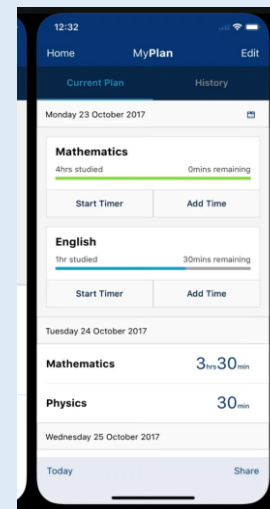 12:32
Home MyPlan Edit
Current Plan History
Monday 23 October 2017
Mathematics
4hrs studied 0mins remaining
Start Timer Add Time
English
1hr studied 30mins remaining
Start Timer Add Time
Tuesday 24 October 2017
Mathematics 3hrs30min
Physics 30min
Wednesday 25 October 2017
Today Share